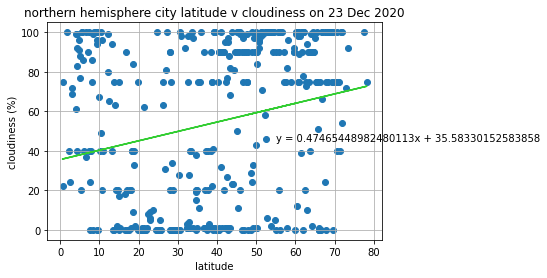 northern hemisphere city latitude v cloudiness on 23 Dec 2020
100
80
60
40
20
0
cloudiness (%)
y = 0.47465448982480113x + 35.58330152583858
0 10 20 30 40 50 60 70 80
latitude